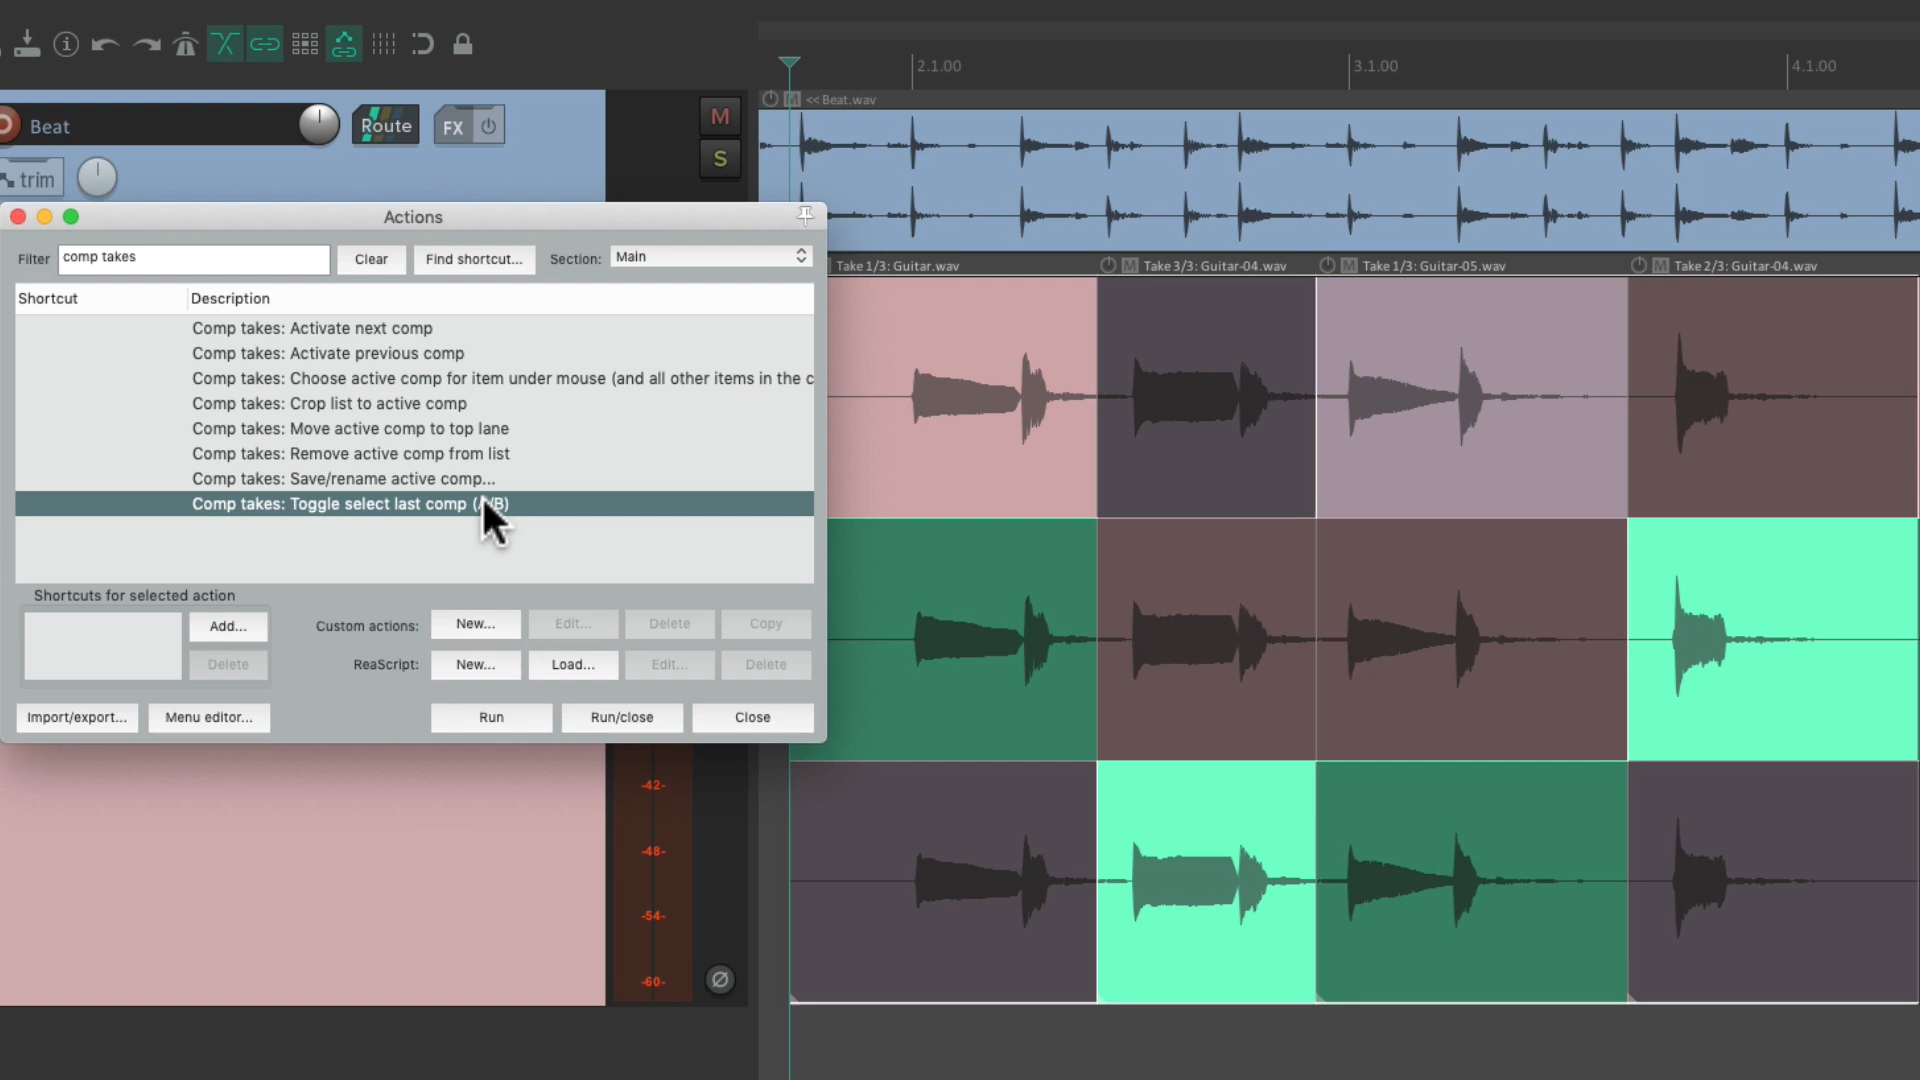 2.1.00
3.1.00
4.1.00
M << Beat.wav
Beat
Route
FX
M
S
trim
Actions
Filter
comp takes
Clear
Find shortcut...
Section:
Main
Take 1/3: Guitar.wav
M Take 3/3: Guitar-04.wav
M Take 1/3: Guitar-05.wav
M Take 2/3: Guitar-04.wav
Shortcut
Description
Comp takes: Activate next comp
Comp takes: Activate previous comp
Comp takes: Choose active comp for item under mouse (and all other items in the c
Comp takes: Crop list to active comp
Comp takes: Move active comp to top lane
Comp takes: Remove active comp from list
Comp takes: Save/rename active comp...
Comp takes: Toggle select last comp (A/B)
Shortcuts for selected action
Add...
Delete
Custom actions:
New...
Edit...
Delete
Copy
ReaScript:
New...
Load...
Edit...
Delete
Import/export...
Menu editor...
Run
Run/close
Close
-42-
-48-
-54-
-60-